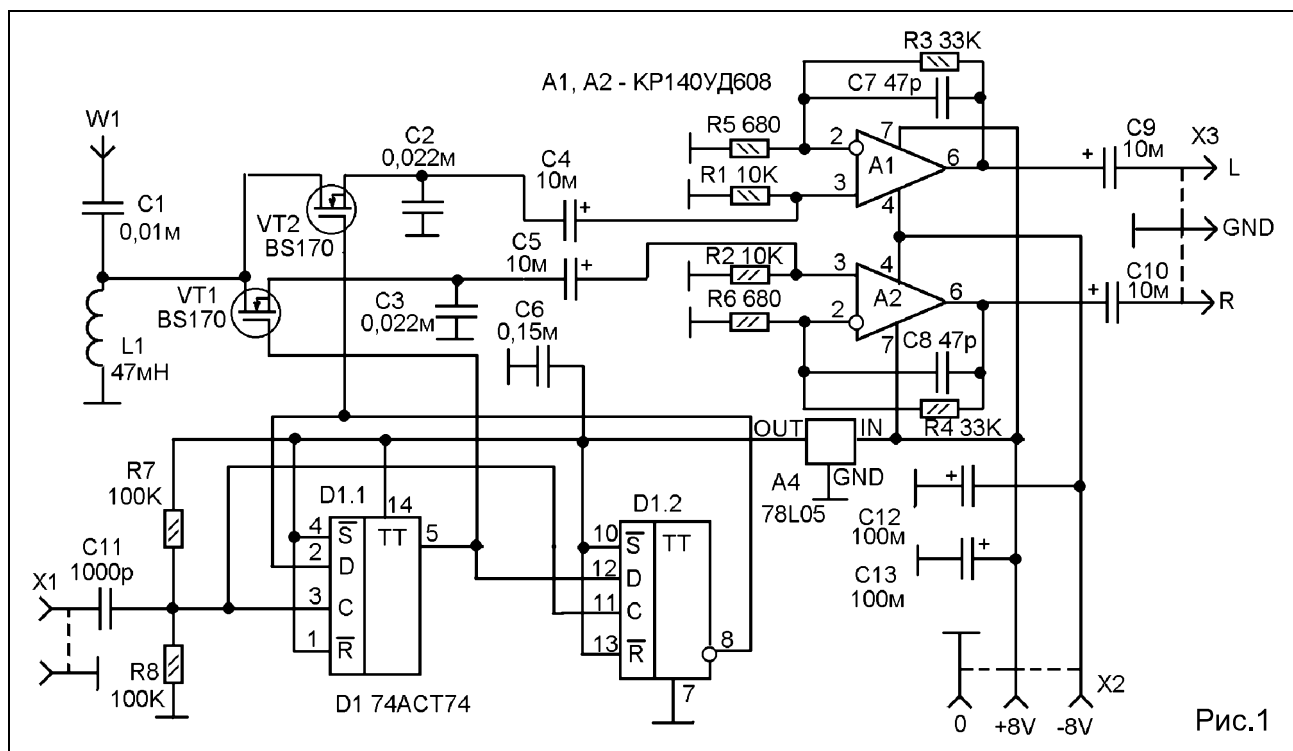 R3 33K
A1, A2 - КР140УД608
C7 47p
W1
C2
0,022м
C4
10м
R5 680
2
7
A1
6
C9
10м
X3
L
R1 10K
3
4
C1
0,01м
VT2
BS170
GND
C5
10м
R2 10K
3
4
A2
6
C10
10м
R
VT1
BS170
C3
0,022м
C6
0,15м
R6 680
2
7
C8 47p
L1
47мН
OUT
IN
R4 33K
R7
100K
A4
GND
78L05
D1.1
14
D1.2
C12
100м
4
S
TT
5
10
S
TT
2
D
12
D
C13
100м
C11
1000p
X1
3
C
11
C
1
R
13
R
8
R8
100K
D1 74ACT74
7
X2
0
+8V
-8V
Рис.1